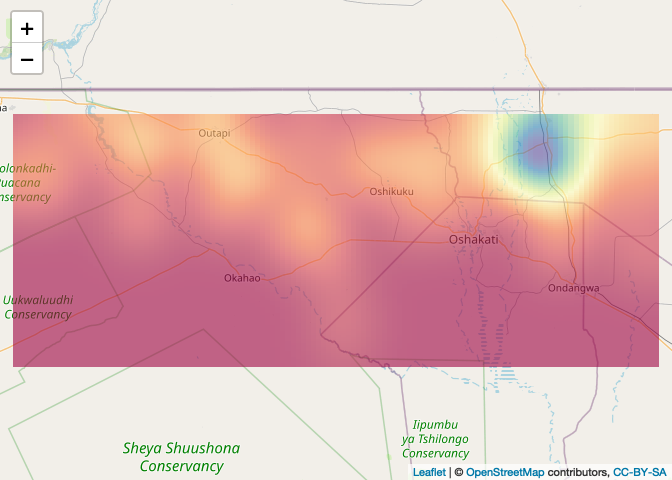 +
−
Outapi
olonkadhi-
uacana
nservancy
Oshikuku
Oshakati
Okahao
Ondangwa
Uukwaluudhi
Conservancy
Sheya Shuushona
Conservancy
Iipumbu
ya Tshilongo
Conservancy
Leaflet | © OpenStreetMap contributors, CC-BY-SA